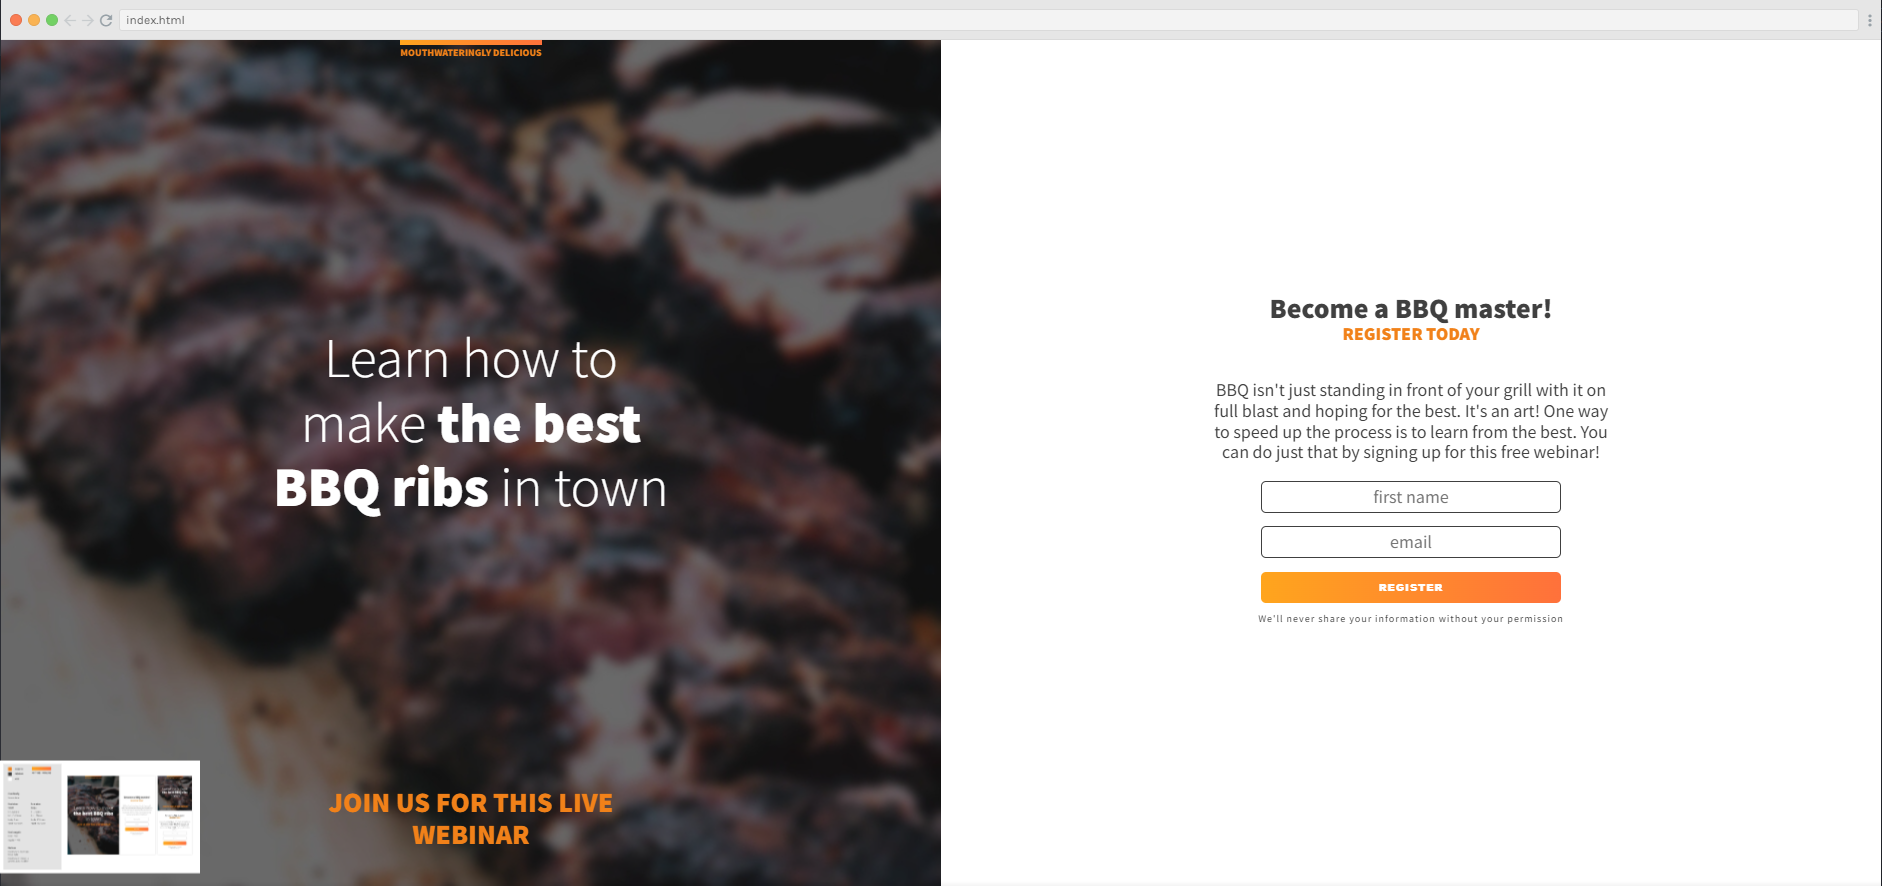 index.html
MOUTHWATERINGLY DELICIOUS
Learn how to
make the best
BBQ ribs in town
JOIN US FOR THIS LIVE
WEBINAR
Become a BBQ master!
REGISTER TODAY
BBQ isn't just standing in front of your grill with it on
full blast and hoping for the best. It's an art! One way
to speed up the process is to learn from the best. You
can do just that by signing up for this free webinar!
first name
email
REGISTER
We'll never share your information without your permission